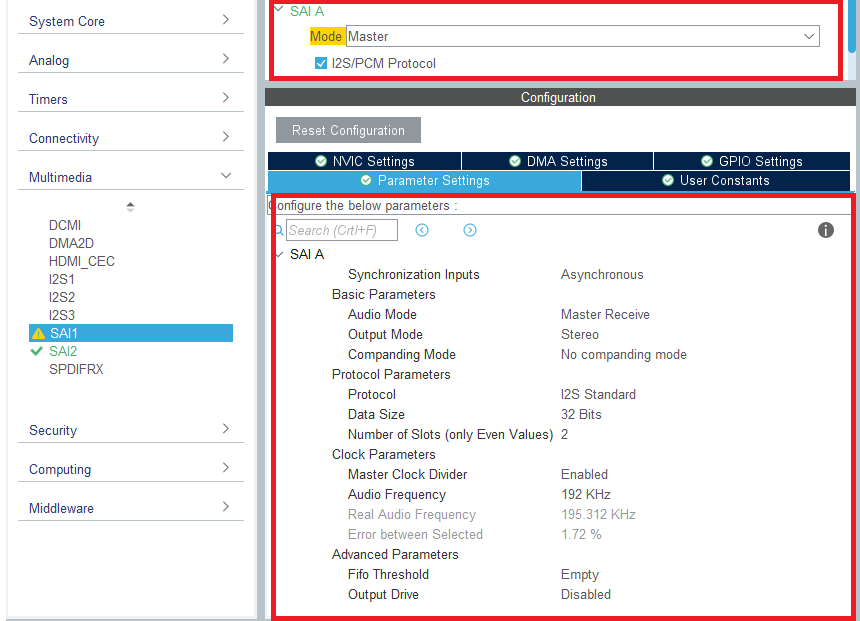 System Core
Analog
Timers
Connectivity
Multimedia
DCMI
DMA2D
HDMI_CEC
I2S1
I2S2
I2S3
SAI1
SAI2
SPDIFRX
Security
Computing
Middleware
SAI A
Mode Master
I2S/PCM Protocol
Configuration
Reset Configuration
NVIC Settings DMA Settings GPIO Settings
Parameter Settings User Constants
Configure the below parameters :
Search (Crtl+F)
SAI A
Synchronization Inputs Asynchronous
Basic Parameters
Audio Mode Master Receive
Output Mode Stereo
Companding Mode No companding mode
Protocol Parameters
Protocol I2S Standard
Data Size 32 Bits
Number of Slots (only Even Values) 2
Clock Parameters
Master Clock Divider Enabled
Audio Frequency 192 KHz
Real Audio Frequency 195.312 KHz
Error between Selected 1.72 %
Advanced Parameters
Fifo Threshold Empty
Output Drive Disabled